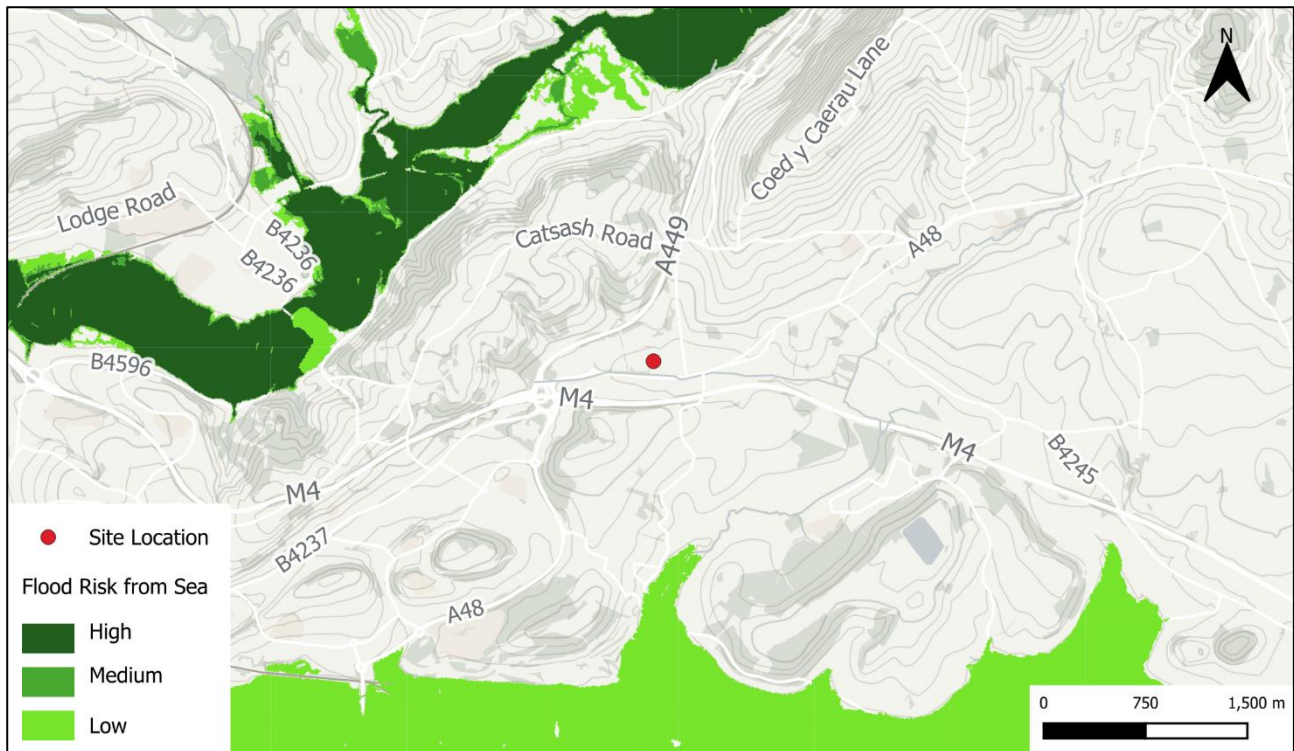 N
Coed y Caerau Lane
Lodge Road
B4236
B4236
Catsash Road
A449
A48
B4596
M4
M4
B4245
M4
B4237
A48
Site Location
Flood Risk from Sea
High
Medium
Low
0 750 1,500 m